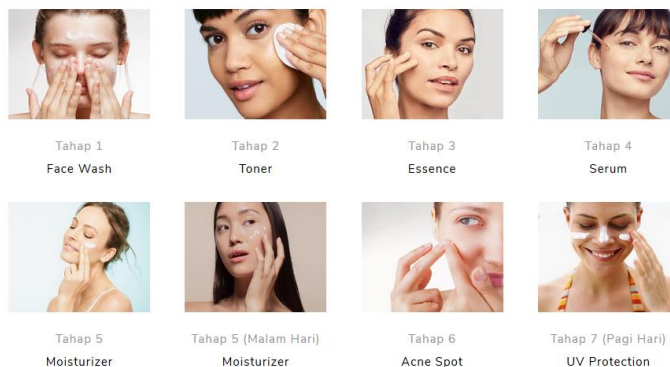 Tahap 1
Face Wash
Tahap 2
Toner
Tahap 3
Essence
Tahap 4
Serum
Tahap 5
Moisturizer
Tahap 5 (Malam Hari)
Moisturizer
Tahap 6
Acne Spot
Tahap 7 (Pagi Hari)
UV Protection